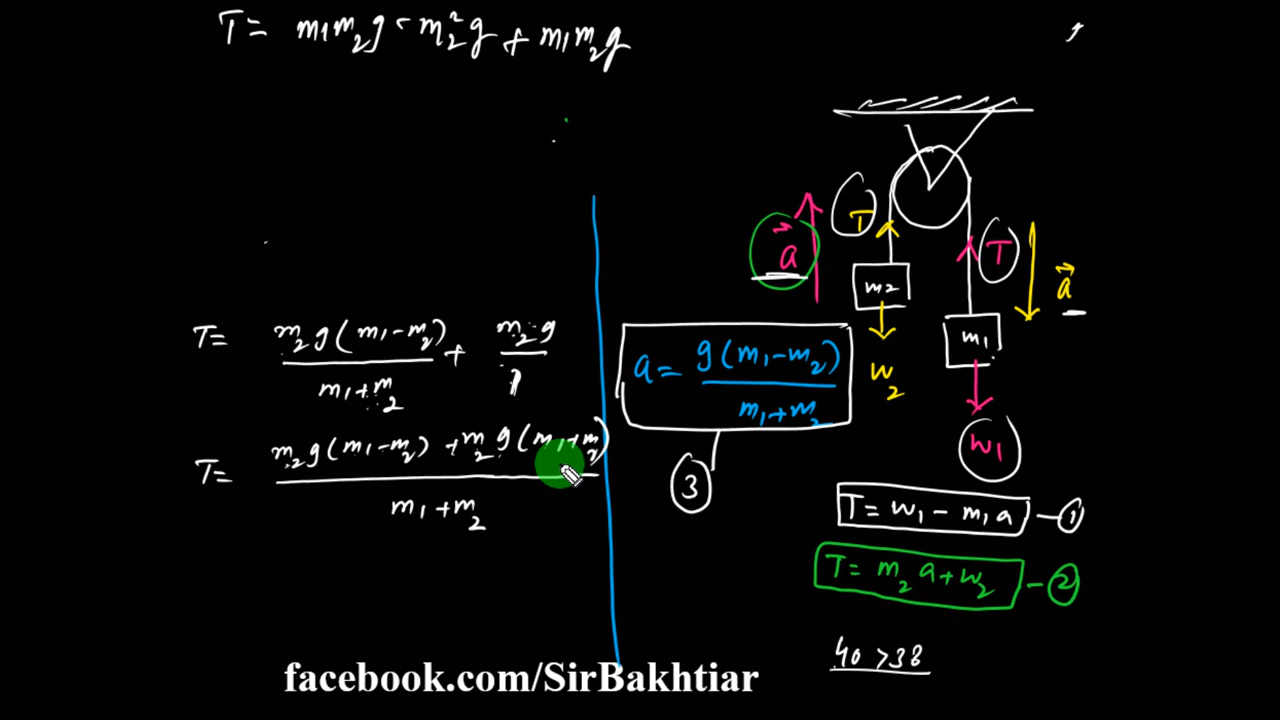 T= m1m2g - m2²g + m1m2g
T= m2g(m1-m2)/m1+m2 + m2g/1
T= m2g(m1-m2)+m2g(m1+m2)/m1+m2
a= g(m1-m2)/m1+m2
3
a
T
m2
w2
T
m1
w1
a
T= w1 - m1a - 1
T= m2a+w2 - 2
40 >38
facebook.com/SirBakhtiar